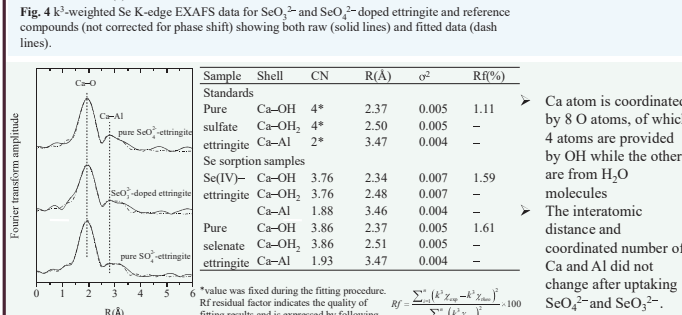 Fig. 4 k³-weighted Se K-edge EXAFS data for SeO₃²⁻ and SeO₄²⁻ doped ettringite and reference
compounds (not corrected for phase shift) showing both raw (solid lines) and fitted data (dash
lines).
Fourier transform amplitude
Ca–O
Ca–Al
pure SeO₄²⁻-ettringite
SeO₃²⁻-doped ettringite
pure SO₄²⁻-ettringite
0 1 2 3 4 5 6
R(Å)
Sample Shell CN R(Å) σ² Rf(%)
Standards
Pure Ca–OH 4* 2.37 0.005 1.11
sulfate Ca–OH₂ 4* 2.50 0.005 –
ettringite Ca–Al 2* 3.47 0.004 –
Se sorption samples
Se(IV)– Ca–OH 3.76 2.34 0.007 1.59
ettringite Ca–OH₂ 3.76 2.48 0.007 –
Ca–Al 1.88 3.46 0.004 –
Pure Ca–OH 3.86 2.37 0.005 1.61
selenate Ca–OH₂ 3.86 2.51 0.005 –
ettringite Ca–Al 1.93 3.47 0.004 –
*value was fixed during the fitting procedure.
Rf residual factor indicates the quality of
fitting results and is expressed by following
➢ Ca atom is coordinated
by 8 O atoms, of which
4 atoms are provided
by OH while the other
are from H₂O
molecules
➢ The interatomic
distance and
coordinated number of
Ca and Al did not
change after uptaking
SeO₄²⁻ and SeO₃²⁻.